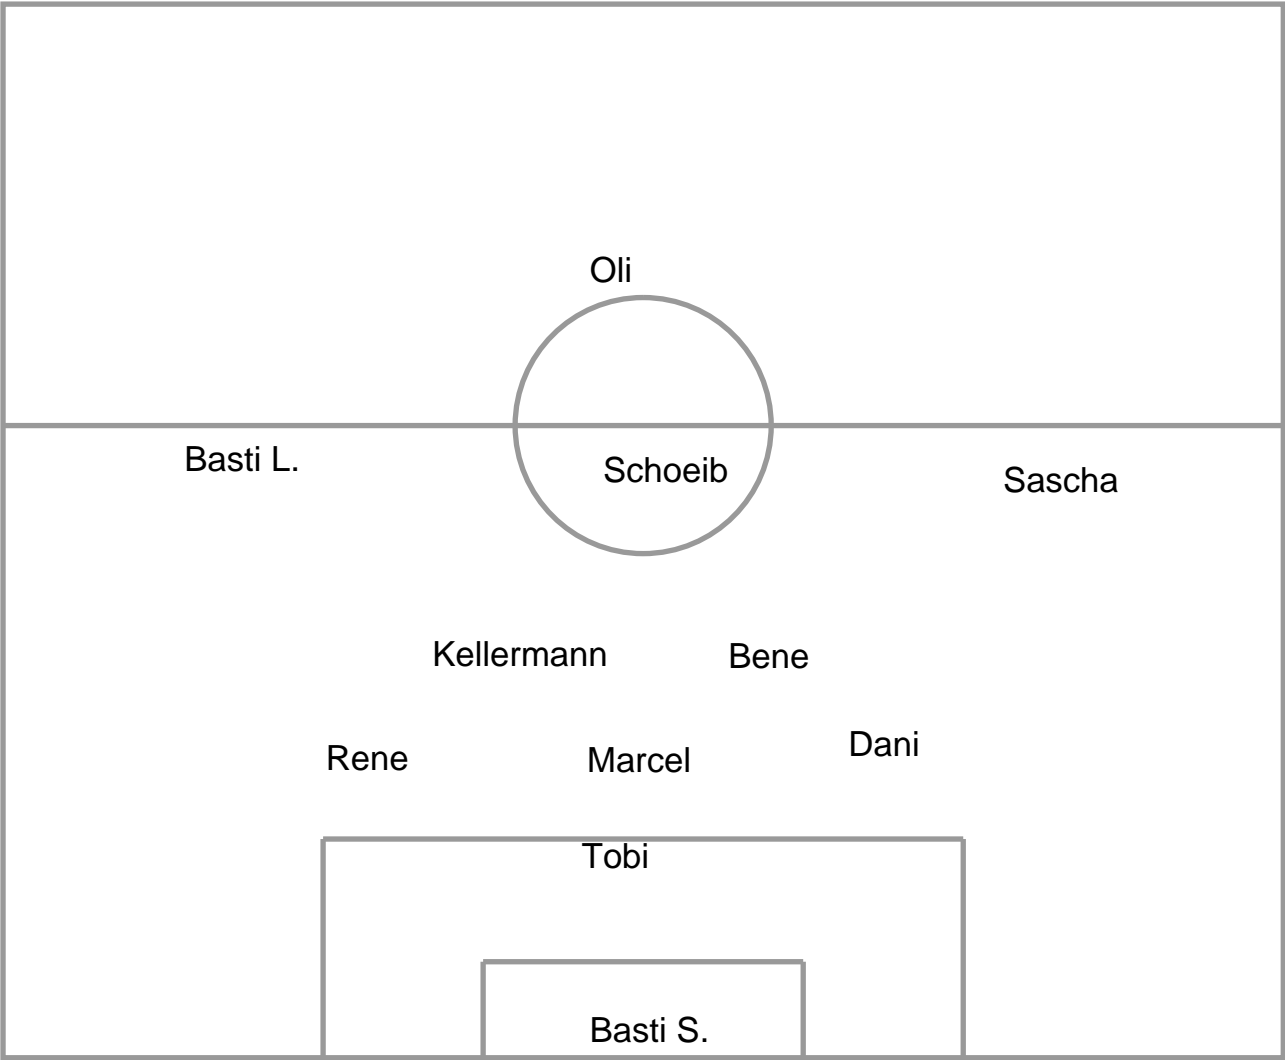 Oli
Basti L.
Schoeib
Sascha
Kellermann
Bene
Rene
Marcel
Dani
Tobi
Basti S.